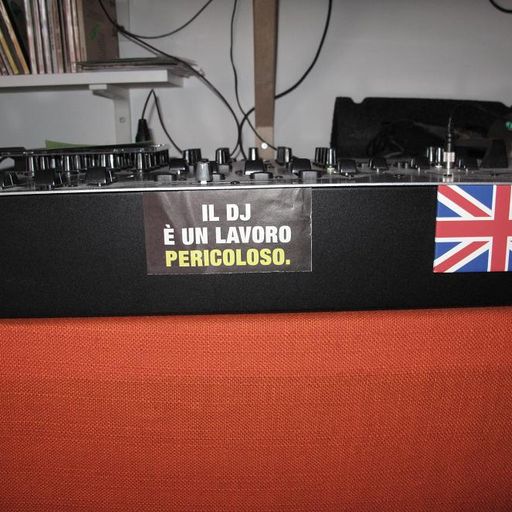 IL DJ
È UN LAVORO
PERICOLOSO.